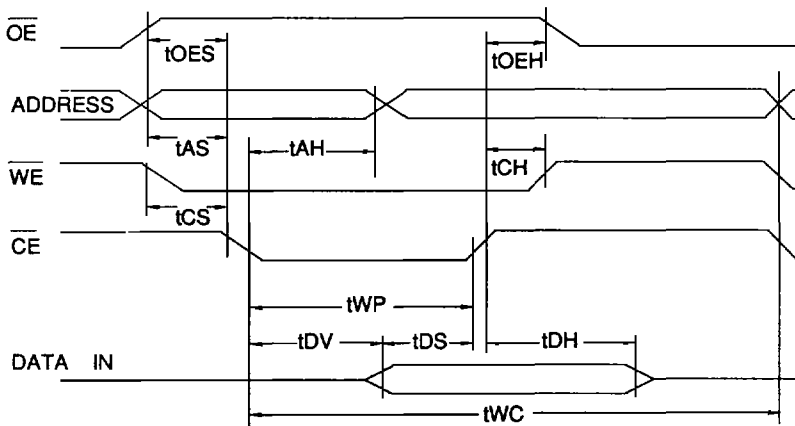 OE
tOES
tOEH
ADDRESS
tAS
tAH
tCH
WE
tCS
CE
tWP
tDV
tDS
tDH
DATA IN
tWC